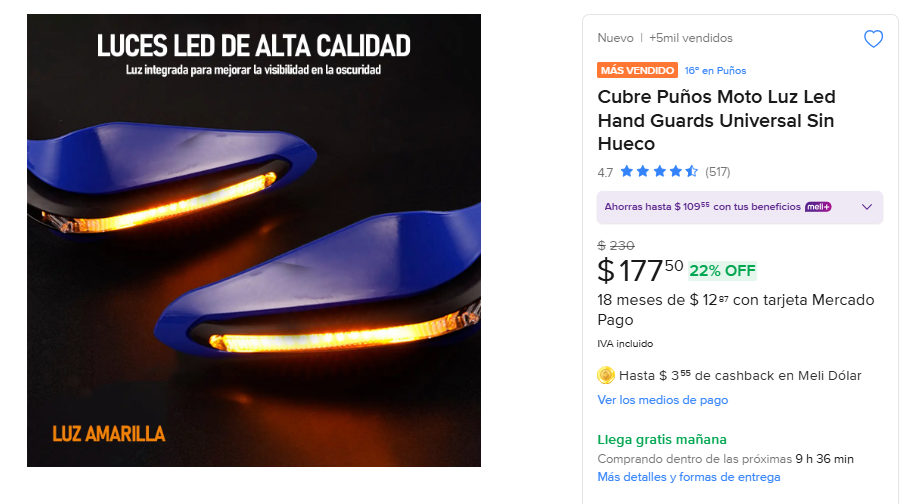 LUCES LED DE ALTA CALIDAD
Luz integrada para mejorar la visibilidad en la oscuridad
LUZ AMARILLA
Nuevo | +5mil vendidos
MÁS VENDIDO 16º en Puños
Cubre Puños Moto Luz Led
Hand Guards Universal Sin
Hueco
4.7 (517)
Ahorras hasta $ 109⁵⁵ con tus beneficios meli+
$ 230
$ 177⁵⁰ 22% OFF
18 meses de $ 12⁸⁷ con tarjeta Mercado
Pago
IVA incluido
Hasta $ 3⁵⁵ de cashback en Meli Dólar
Ver los medios de pago
Llega gratis mañana
Comprando dentro de las próximas 9 h 36 min
Más detalles y formas de entrega